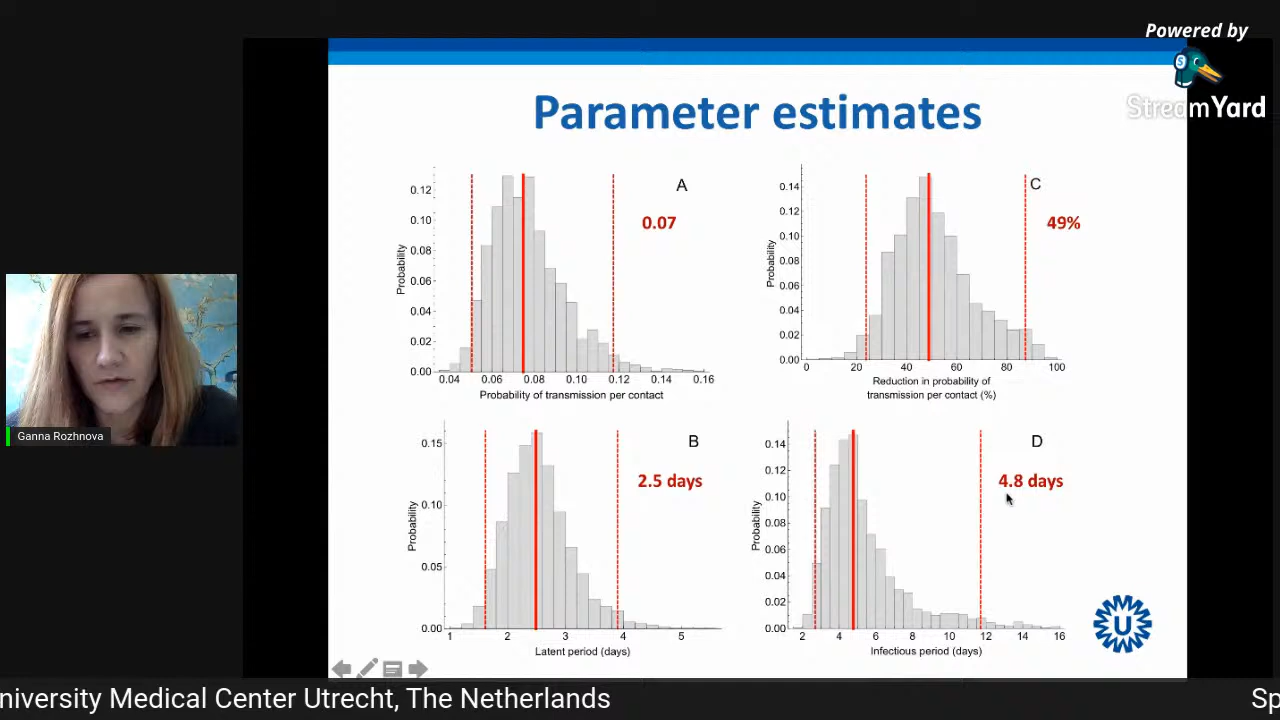 Powered by
StreamYard
Parameter estimates
A
0.07
0.12
0.10
0.08
0.06
0.04
0.02
0.00
Probability
0.04 0.06 0.08 0.10 0.12 0.14 0.16
Probability of transmission per contact
C
49%
0.14
0.12
0.10
0.08
0.06
0.04
0.02
0.00
Probability
0 20 40 60 80 100
Reduction in probability of
transmission per contact (%)
B
2.5 days
0.15
0.10
0.05
0.00
Probability
1 2 3 4 5
Latent period (days)
D
4.8 days
0.14
0.12
0.10
0.08
0.06
0.04
0.02
0.00
Probability
2 4 6 8 10 12 14 16
Infectious period (days)
U
Ganna Rozhnova
niversity Medical Center Utrecht, The Netherlands
Sp